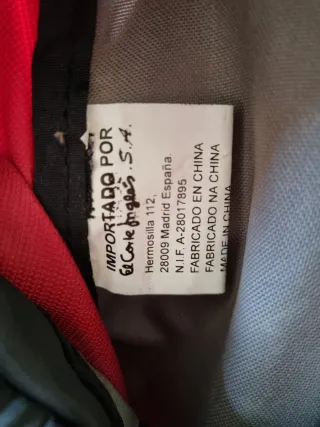 IMPORTADO POR
El Corte Inglés .S.A.
Hermosilla 112,
28009 Madrid España.
N.I.F. A-28017895
FABRICADO EN CHINA
FABRICADO NA CHINA
MADE IN CHINA